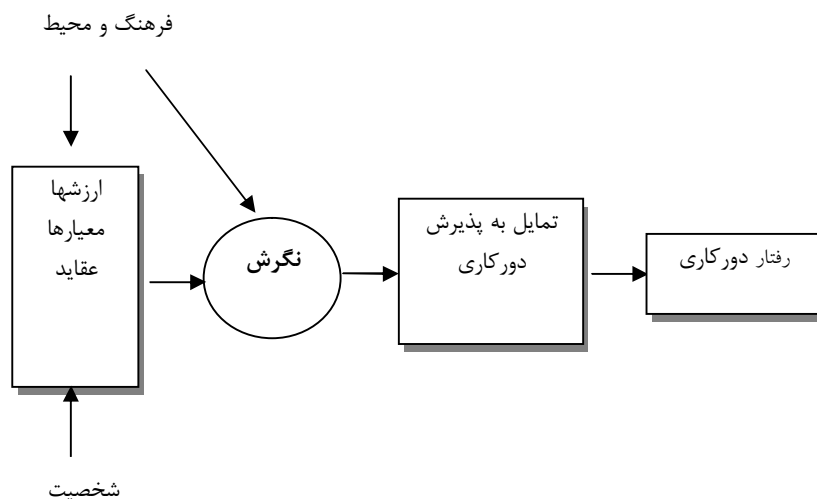 فرهنگ و محیط
ارزشها
معیارها
عقاید
نگرش
تمایل به پذیرش
دورکاری
رفتار دورکاری
شخصیت